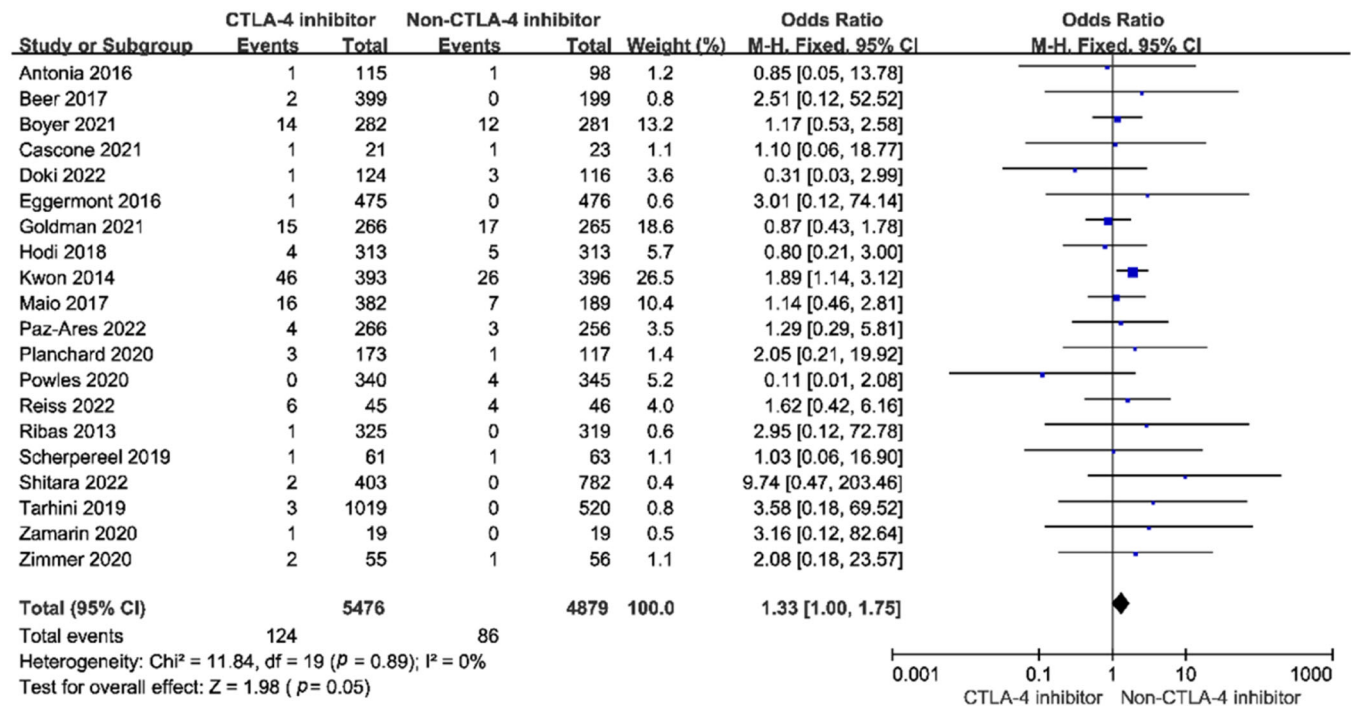 CTLA-4 inhibitor Non-CTLA-4 inhibitor Odds Ratio Odds Ratio
Study or Subgroup Events Total Events Total Weight (%) M-H. Fixed. 95% CI M-H. Fixed. 95% CI
Antonia 2016 1 115 1 98 1.2 0.85 [0.05, 13.78]
Beer 2017 2 399 0 199 0.8 2.51 [0.12, 52.52]
Boyer 2021 14 282 12 281 13.2 1.17 [0.53, 2.58]
Cascone 2021 1 21 1 23 1.1 1.10 [0.06, 18.77]
Doki 2022 1 124 3 116 3.6 0.31 [0.03, 2.99]
Eggermont 2016 1 475 0 476 0.6 3.01 [0.12, 74.14]
Goldman 2021 15 266 17 265 18.6 0.87 [0.43, 1.78]
Hodi 2018 4 313 5 313 5.7 0.80 [0.21, 3.00]
Kwon 2014 46 393 26 396 26.5 1.89 [1.14, 3.12]
Maio 2017 16 382 7 189 10.4 1.14 [0.46, 2.81]
Paz-Ares 2022 4 266 3 256 3.5 1.29 [0.29, 5.81]
Planchard 2020 3 173 1 117 1.4 2.05 [0.21, 19.92]
Powles 2020 0 340 4 345 5.2 0.11 [0.01, 2.08]
Reiss 2022 6 45 4 46 4.0 1.62 [0.42, 6.16]
Ribas 2013 1 325 0 319 0.6 2.95 [0.12, 72.78]
Scherpereel 2019 1 61 1 63 1.1 1.03 [0.06, 16.90]
Shitara 2022 2 403 0 782 0.4 9.74 [0.47, 203.46]
Tarhini 2019 3 1019 0 520 0.8 3.58 [0.18, 69.52]
Zamarin 2020 1 19 0 19 0.5 3.16 [0.12, 82.64]
Zimmer 2020 2 55 1 56 1.1 2.08 [0.18, 23.57]
Total (95% CI) 5476 4879 100.0 1.33 [1.00, 1.75]
Total events 124 86
Heterogeneity: Chi² = 11.84, df = 19 (p = 0.89); I² = 0%
Test for overall effect: Z = 1.98 ( p= 0.05)
0.001 0.1 1 10 1000
CTLA-4 inhibitor Non-CTLA-4 inhibitor